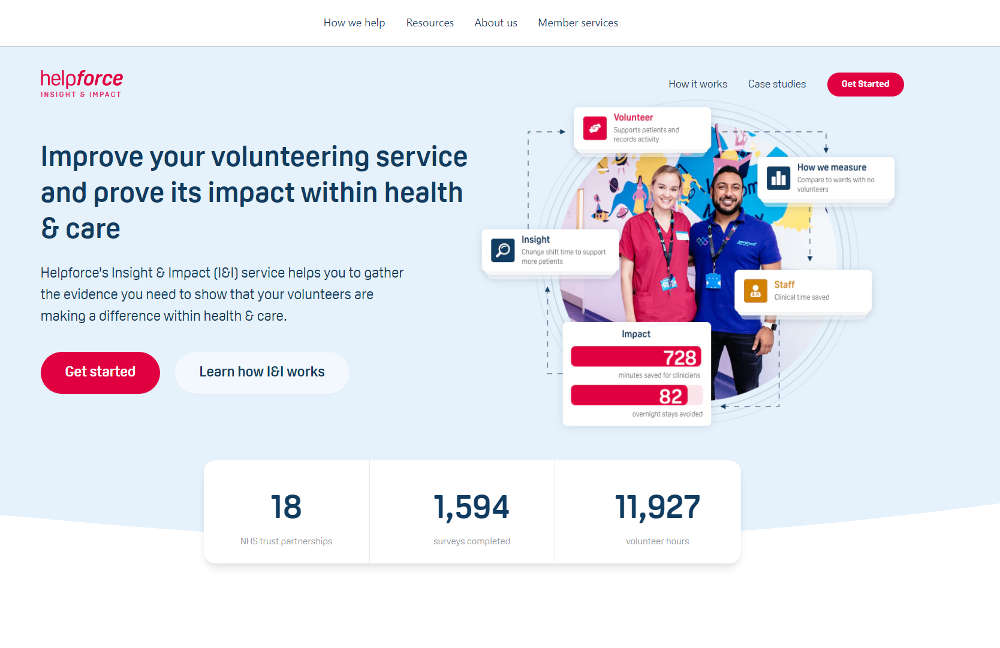 How we help
Resources
About us
Member services
helpforce
INSIGHT & IMPACT
How it works
Case studies
Get Started
Improve your volunteering service
and prove its impact within health
& care
Helpforce's Insight & Impact (I&I) service helps you to gather
the evidence you need to show that your volunteers are
making a difference within health & care.
Get started
Learn how I&I works
Volunteer
Supports patients and
records activity
How we measure
Compare to wards with no
volunteers
Insight
Change shift time to support
more patients
Staff
Clinical time saved
proud
Impact
728
minutes saved for clinicians
82
overnight stays avoided
18
NHS trust partnerships
1,594
surveys completed
11,927
volunteer hours